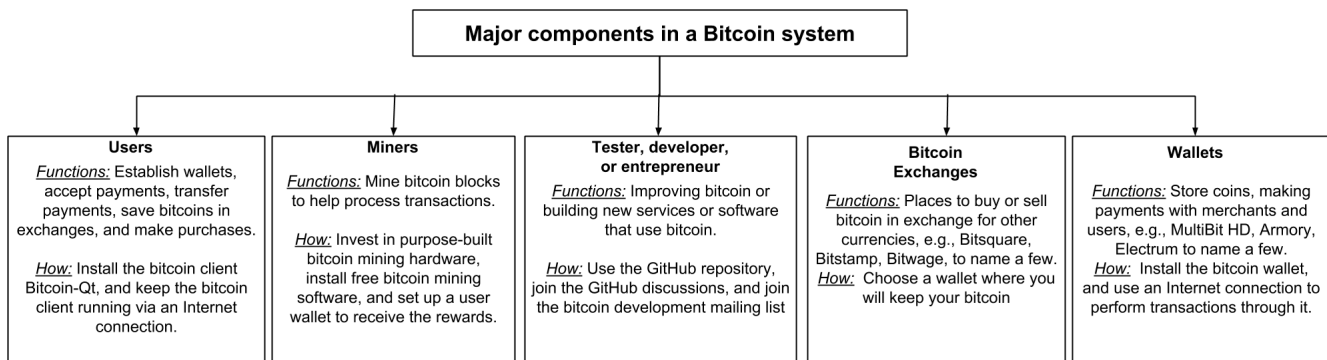 Major components in a Bitcoin system
Users
Functions: Establish wallets,
accept payments, transfer
payments, save bitcoins in
exchanges, and make purchases.
How: Install the bitcoin client
Bitcoin-Qt, and keep the bitcoin
client running via an Internet
connection.
Miners
Functions: Mine bitcoin blocks
to help process transactions.
How: Invest in purpose-built
bitcoin mining hardware,
install free bitcoin mining
software, and set up a user
wallet to receive the rewards.
Tester, developer,
or entrepreneur
Functions: Improving bitcoin or
building new services or software
that use bitcoin.
How: Use the GitHub repository,
join the GitHub discussions, and join
the bitcoin development mailing list
Bitcoin
Exchanges
Functions: Places to buy or sell
bitcoin in exchange for other
currencies, e.g., Bitsquare,
Bitstamp, Bitwage, to name a few.
How: Choose a wallet where you
will keep your bitcoin
Wallets
Functions: Store coins, making
payments with merchants and
users, e.g., MultiBit HD, Armory,
Electrum to name a few.
How: Install the bitcoin wallet,
and use an Internet connection to
perform transactions through it.